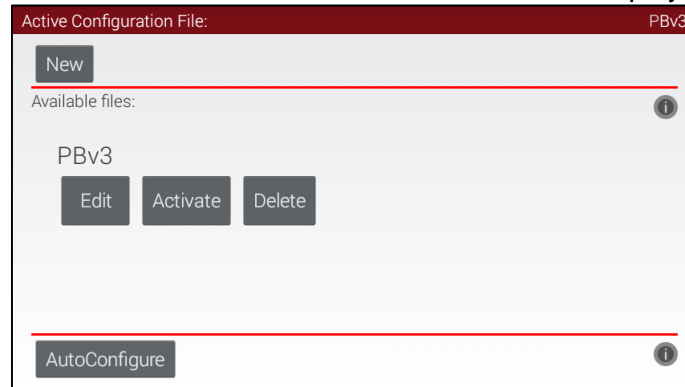 Active Configuration File: PBv3
New
Available files:
PBv3
Edit Activate Delete
AutoConfigure